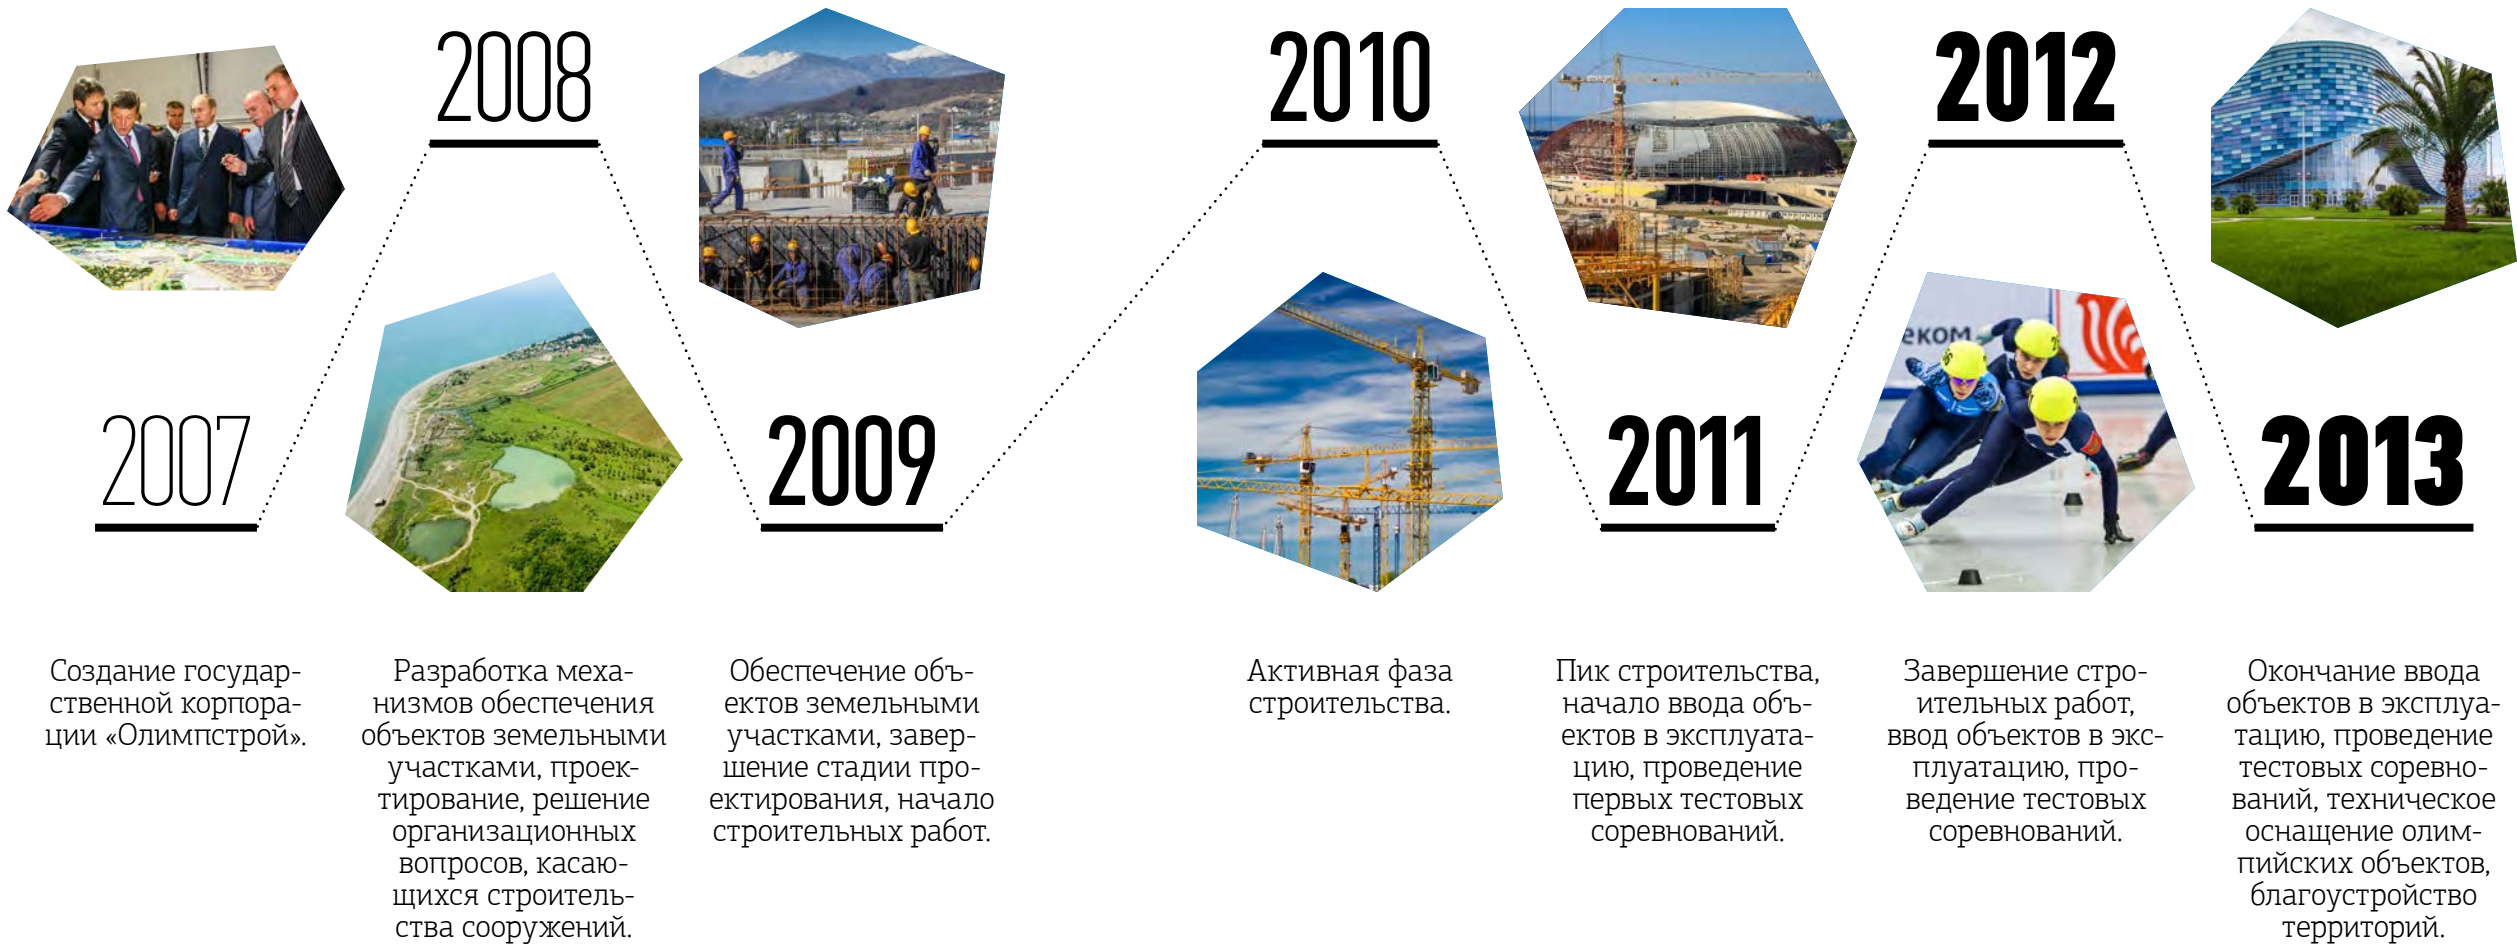 2008
2010
2012
2007
2009
2011
2013
еком
Создание государ-
ственной корпора-
ции «Олимпстрой».
Разработка меха-
низмов обеспечения
объектов земельными
участками, проек-
тирование, решение
организационных
вопросов, касаю-
щихся строитель-
ства сооружений.
Обеспечение объ-
ектов земельными
участками, завер-
шение стадии про-
ектирования, начало
строительных работ.
Активная фаза
строительства.
Пик строительства,
начало ввода объ-
ектов в эксплуата-
цию, проведение
первых тестовых
соревнований.
Завершение стро-
ительных работ,
ввод объектов в экс-
плуатацию, про-
ведение тестовых
соревнований.
Окончание ввода
объектов в эксплуа-
тацию, проведение
тестовых соревно-
ваний, техническое
оснащение олим-
пийских объектов,
благоустройство
территорий.